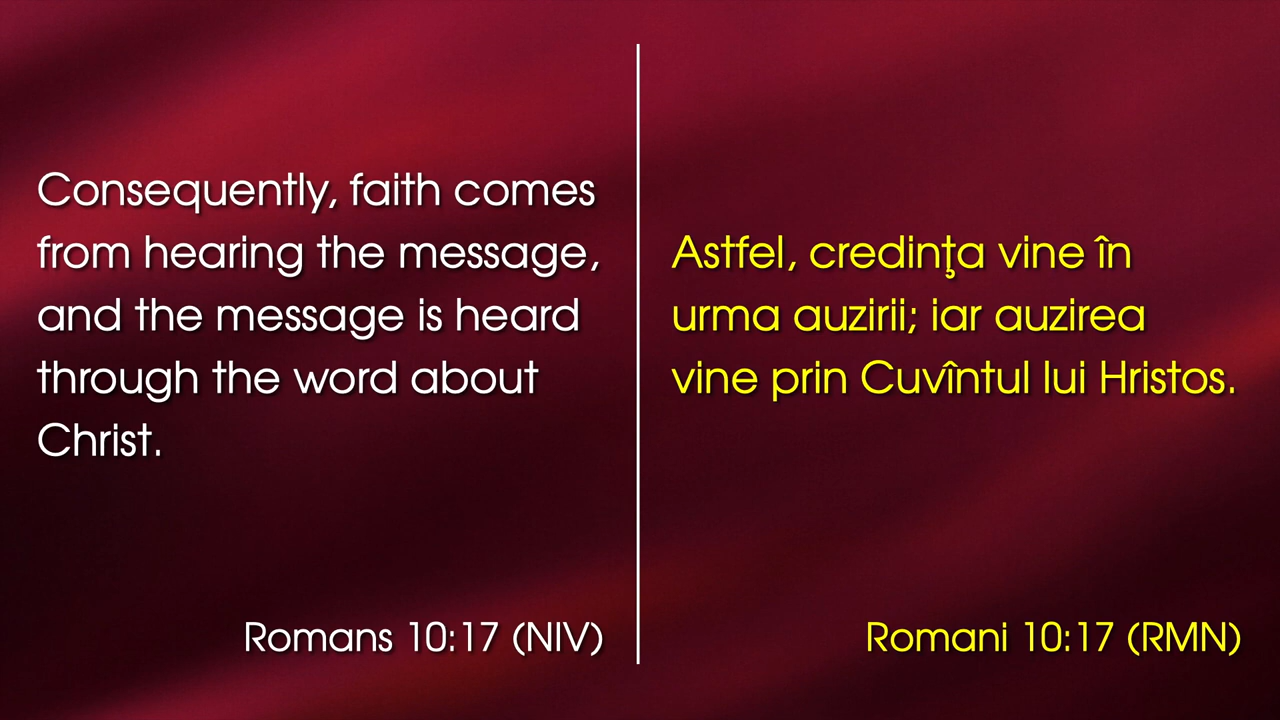 Consequently, faith comes
from hearing the message,
and the message is heard
through the word about
Christ.
Romans 10:17 (NIV)
Astfel, credinţa vine în
urma auzirii; iar auzirea
vine prin Cuvîntul lui Hristos.
Romani 10:17 (RMN)